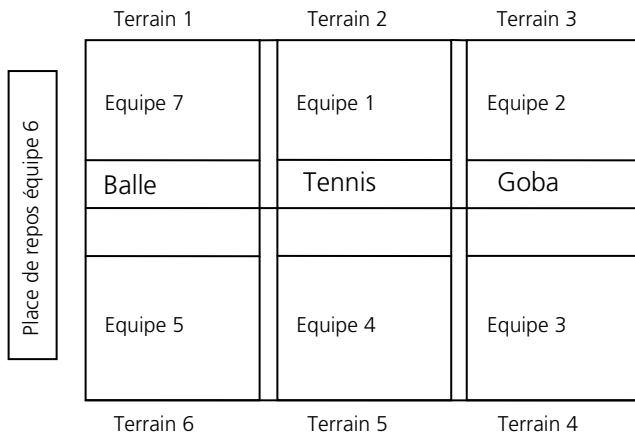 Terrain 1 Terrain 2 Terrain 3
Place de repos équipe 6
Equipe 7 Equipe 1 Equipe 2
Balle Tennis Goba
Equipe 5 Equipe 4 Equipe 3
Terrain 6 Terrain 5 Terrain 4